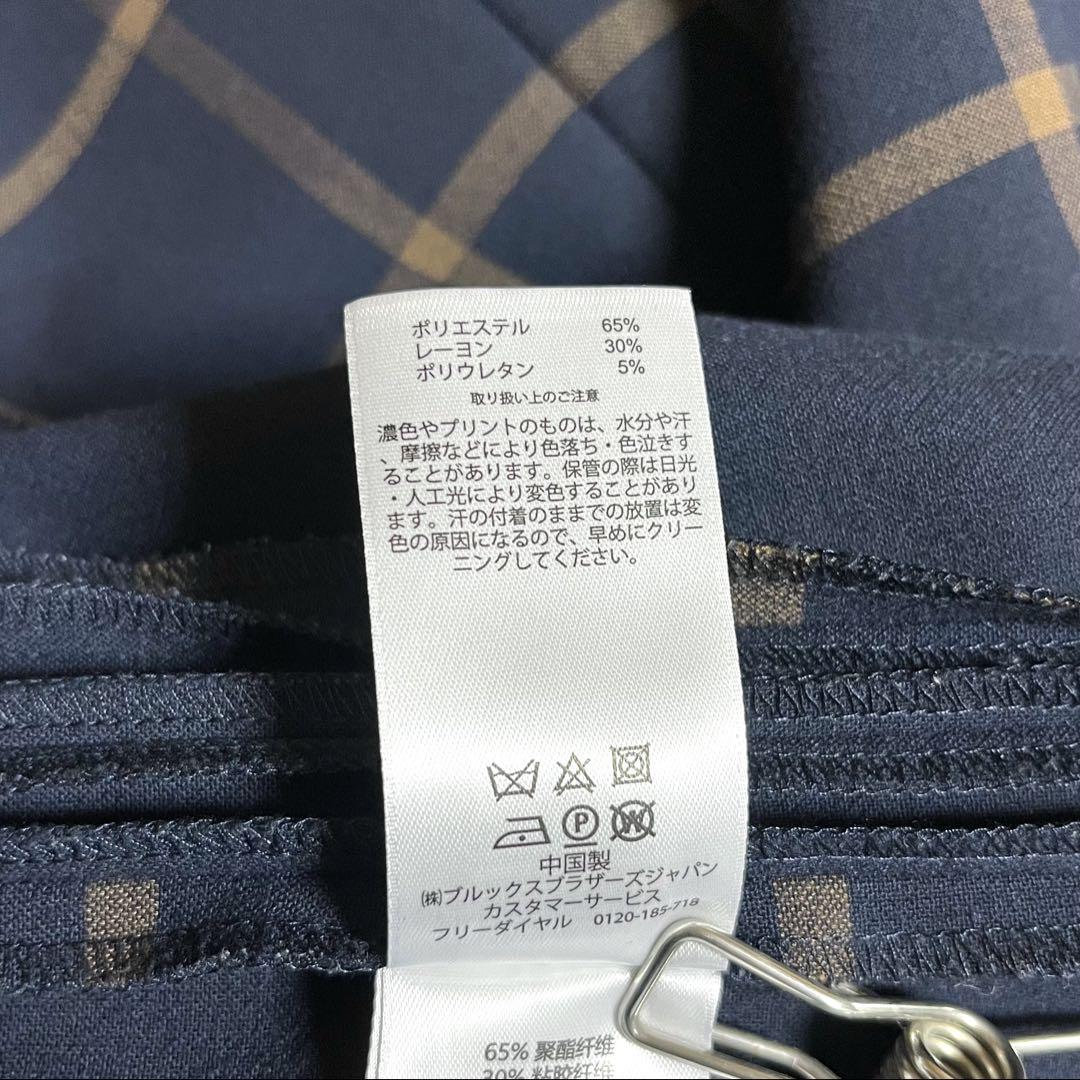 ポリエステル 65%
レーヨン 30%
ポリウレタン 5%
取り扱い上のご注意
濃色やプリントのものは、水分や汗
、摩擦などにより色落ち・色泣きす
ることがあります。保管の際は日光
・人工光により変色することがあり
ます。汗の付着のままでの放置は変
色の原因になるので、早めにクリー
ニングしてください。
P W
中国製
㈱ブルックスブラザーズジャパン
カスタマーサービス
フリーダイヤル 0120-185-718
65% 聚酯纤维
30% 粘胶纤维